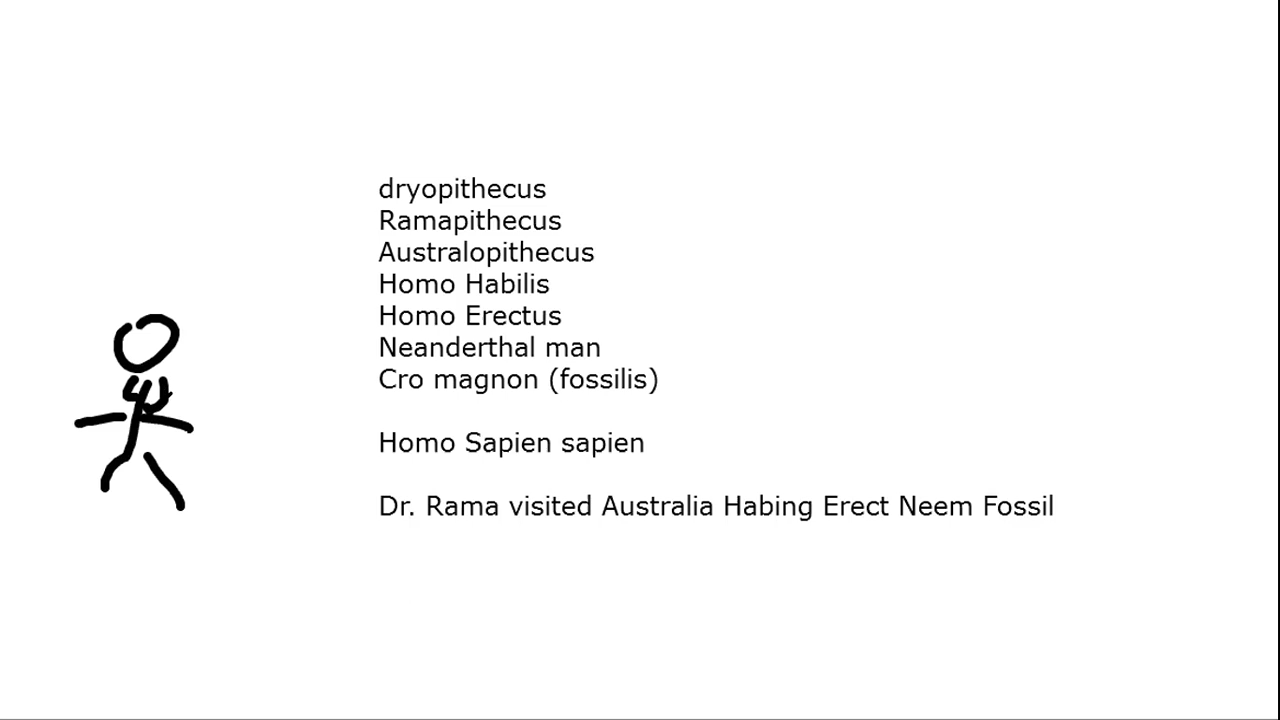 dryopithecus
Ramapithecus
Australopithecus
Homo Habilis
Homo Erectus
Neanderthal man
Cro magnon (fossilis)
Homo Sapien sapien
Dr. Rama visited Australia Habing Erect Neem Fossil